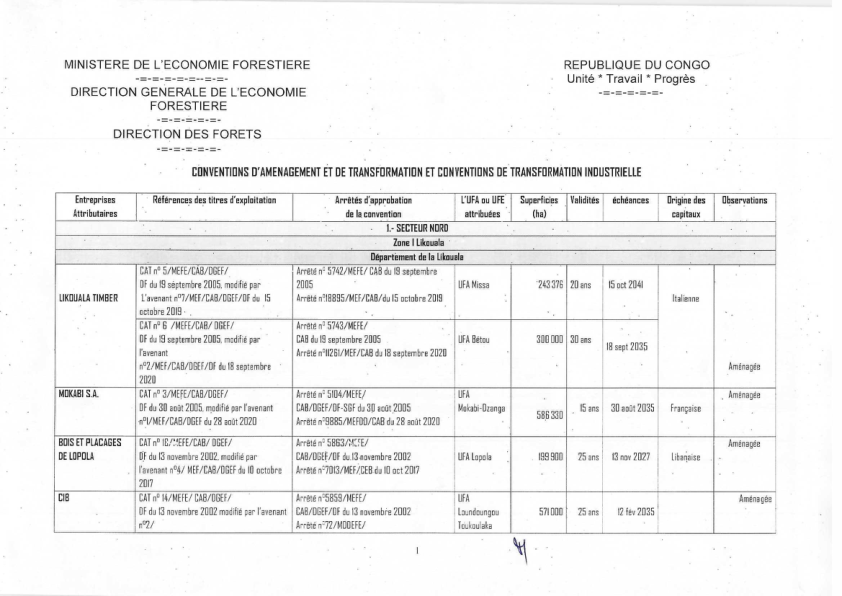 MINISTERE DE L'ECONOMIE FORESTIERE
-=-=-=-=-=--=-=-
DIRECTION GENERALE DE L'ECONOMIE
FORESTIERE
-=-=-=-=-=-
DIRECTION DES FORETS
-=-=-=-=-=-
REPUBLIQUE DU CONGO
Unité * Travail * Progrès
-=-=-=-=-=-
CONVENTIONS D'AMENAGEMENT ET DE TRANSFORMATION ET CONVENTIONS DE TRANSFORMATION INDUSTRIELLE
Entreprises Attributaires
Références des titres d'exploitation
Arrêtés d'approbation de la convention
L'UFA ou UFE attribuées
Superficies (ha)
Validités
échéances
Origine des capitaux
Observations
1.- SECTEUR NORD
Zone I Likouala
Département de la Likouala
LIKOUALA TIMBER
CAT n° 5/MEFE/CAB/DGEF/
DF du 19 septembre 2005, modifié par
L'avenant n°7/MEF/CAB/DGEF/DF du 15
octobre 2019
Arrêté n° 5742/MEFE/ CAB du 19 septembre
2005
Arrêté n°18895/MEF/CAB/du 15 octobre 2019
UFA Missa
243 376
20 ans
15 oct 2041
Italienne
CAT n° 6 /MEFE/CAB/ DGEF/
DF du 19 septembre 2005, modifié par
l'avenant
n°2/MEF/CAB/DGEF/DF du 18 septembre
2020
Arrêté n° 5743/MEFE/
CAB du 19 septembre 2005
Arrêté n°11261/MEF/CAB du 18 septembre 2020
UFA Bétou
300 000
30 ans
18 sept 2035
Aménagée
MOKABI S.A.
CAT n° 3/MEFE/CAB/DGEF/
DF du 30 août 2005, modifié par l'avenant
n°1/MEF/CAB/DGEF du 28 août 2020
Arrêté n° 5104/MEFE/
CAB/DGEF/DF-SGF du 30 août 2005
Arrêté n°9885/MEFDD/CAB du 28 août 2020
UFA
Mokabi-Dzanga
586 330
15 ans
30 août 2035
Française
Aménagée
BOIS ET PLACAGES
DE LOPOLA
CAT n° 16/MEFE/CAB/ DGEF/
DF du 13 novembre 2002, modifié par
l'avenant n°4/ MEF/CAB/DGEF du 10 octobre
2017
Arrêté n° 5863/MEFE/
CAB/DGEF/DF du 13 novembre 2002
Arrêté n°7013/MEF/CEB du 10 oct 2017
UFA Lopola
199 900
25 ans
13 nov 2027
Libanaise
Aménagée
CIB
CAT n° 14/MEFE/ CAB/DGEF/
DF du 13 novembre 2002 modifié par l'avenant
n°2/
Arrêté n°5859/MEFE/
CAB/DGEF/DF du 13 novembre 2002
Arrêté n°72/MDDEFE/
UFA
Loundoungou
Toukoulaka
571 000
25 ans
12 fév 2035
Aménagée
1